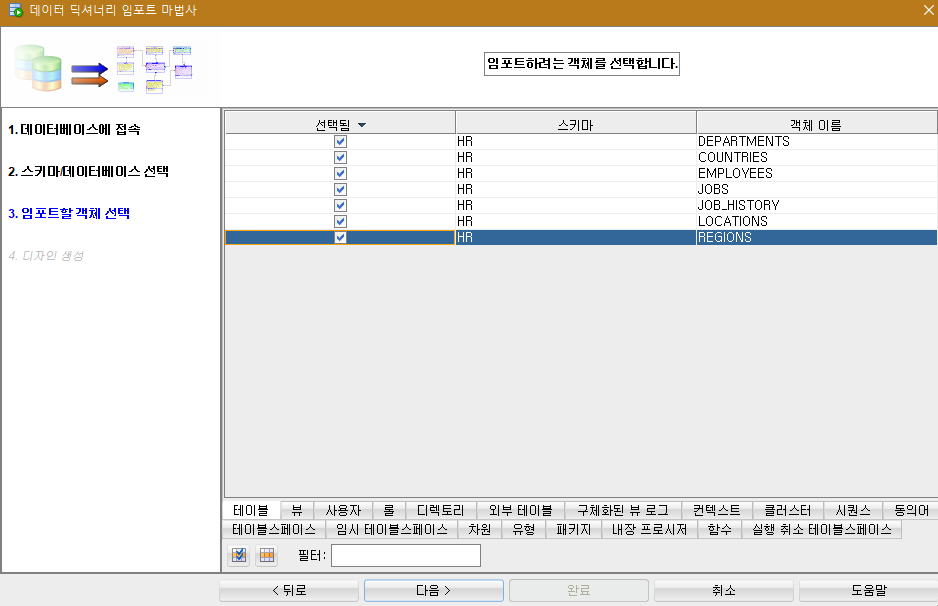 데이터 딕셔너리 임포트 마법사
임포트하려는 객체를 선택합니다.
1. 데이터베이스에 접속
2. 스키마/데이터베이스 선택
3. 임포트할 객체 선택
4. 디자인 생성
선택됨 스키마 객체 이름
HR DEPARTMENTS
HR COUNTRIES
HR EMPLOYEES
HR JOBS
HR JOB_HISTORY
HR LOCATIONS
HR REGIONS
테이블 뷰 사용자 롤 디렉토리 외부 테이블 구체화된 뷰 로그 컨텍스트 클러스터 시퀀스 동의어
테이블스페이스 임시 테이블스페이스 차원 유형 패키지 내장 프로시저 함수 실행 취소 테이블스페이스
필터:
< 뒤로 다음 > 완료 취소 도움말